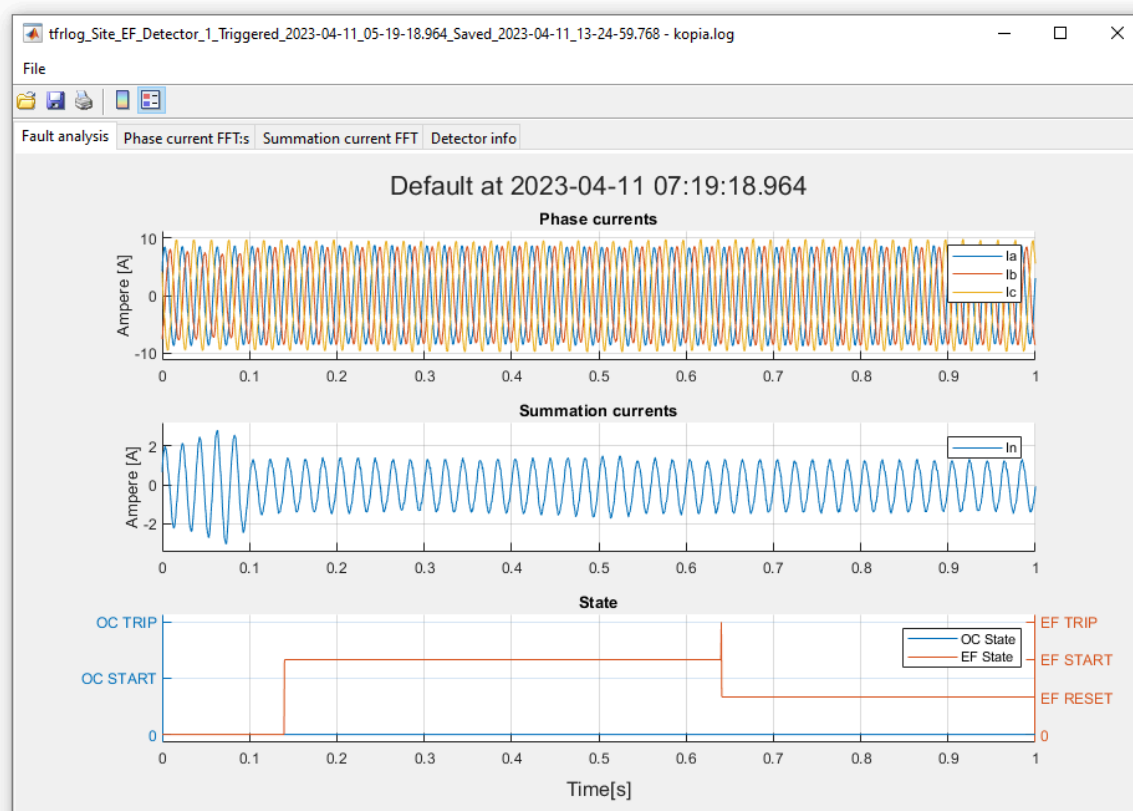 tfrlog_Site_EF_Detector_1_Triggered_2023-04-11_05-19-18.964_Saved_2023-04-11_13-24-59.768 - kopia.log
File
Fault analysis Phase current FFT:s Summation current FFT Detector info
Default at 2023-04-11 07:19:18.964
Phase currents
Ampere [A]
10
0
-10
Ia
Ib
Ic
0 0.1 0.2 0.3 0.4 0.5 0.6 0.7 0.8 0.9 1
Summation currents
Ampere [A]
2
0
-2
In
0 0.1 0.2 0.3 0.4 0.5 0.6 0.7 0.8 0.9 1
State
OC TRIP
OC START
0
OC State
EF State
EF TRIP
EF START
EF RESET
0
0 0.1 0.2 0.3 0.4 0.5 0.6 0.7 0.8 0.9 1
Time[s]